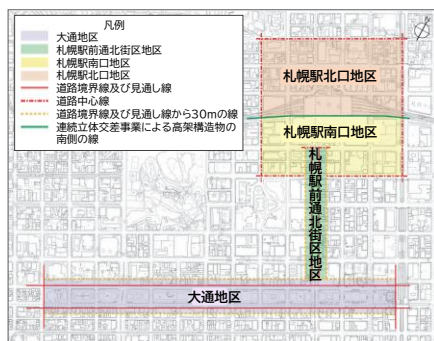 凡例
大通地区
札幌駅前通北街区地区
札幌駅南口地区
札幌駅北口地区
道路境界線及び見通し線
道路中心線
道路境界線及び見通し線から30mの線
連続立体交差事業による高架構造物の
南側の線
札幌駅北口地区
札幌駅南口地区
札幌駅前通北街区地区
大通地区